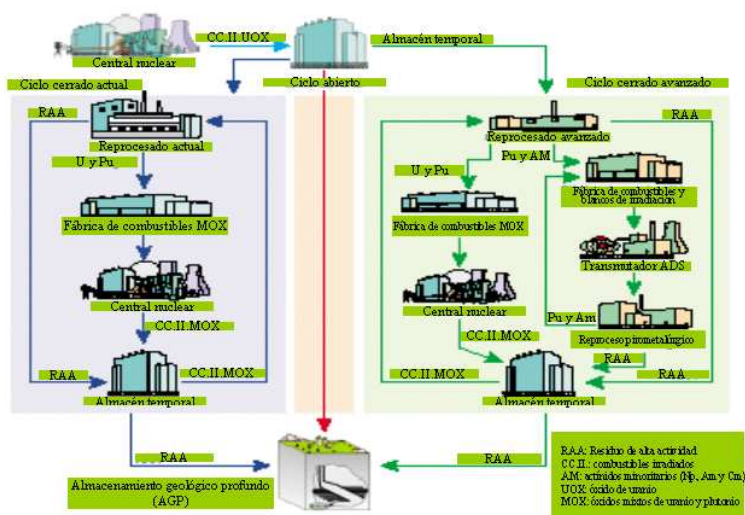 CC.II.UOX
Almacén temporal
Central nuclear
Ciclo cerrado actual
Ciclo abierto
Ciclo cerrado avanzado
RAA
Reprocesado actual
U y Pu
Fábrica de combustibles MOX
Central nuclear
CC.II.MOX
RAA
CC.II.MOX
Almacén temporal
RAA
Reprocesado avanzado
RAA
U y Pu
Pu y AM
Fábrica de combustibles MOX
Fábrica de combustibles y
blancos de irradiación
Transmutador ADS
Central nuclear
Pu y Am
Reproceso pirometalúrgico
CC.II.MOX
RAA
CC.II.MOX
RAA
Almacén temporal
RAA
Almacenamiento geológico profundo
(AGP)
RAA: Residuo de alta actividad
CC.II.: combustibles irradiados
AM: actínidos minoritarios (Np, Am y Cm)
UOX: óxido de uranio
MOX: óxidos mixtos de uranio y plutonio